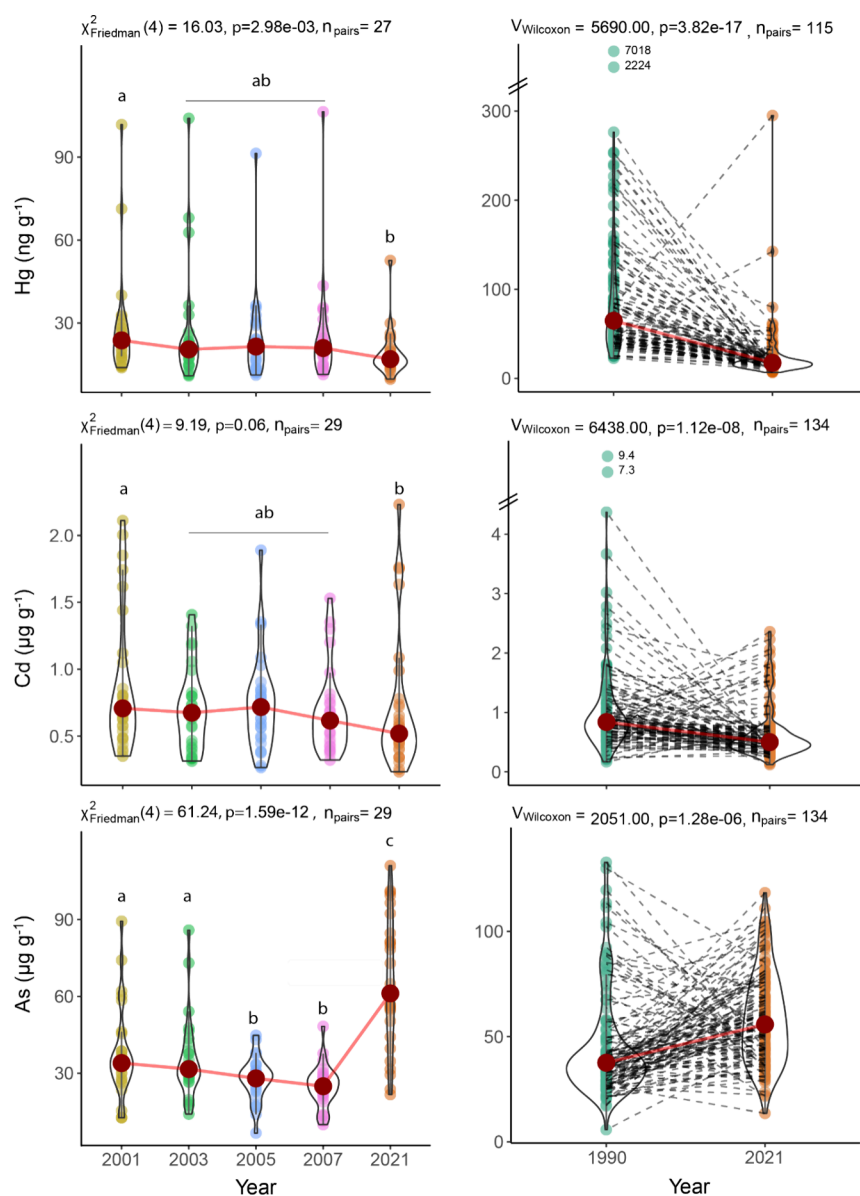 χ²Friedman(4) = 16.03, p=2.98e-03, npairs= 27
a
ab
b
90
60
30
Hg (ng g⁻¹)
VWilcoxon = 5690.00, p=3.82e-17 , npairs= 115
7018
2224
300
200
100
0
χ²Friedman(4) = 9.19, p=0.06, npairs= 29
a
ab
b
2.0
1.5
1.0
0.5
Cd (µg g⁻¹)
VWilcoxon = 6438.00, p=1.12e-08, npairs= 134
9.4
7.3
4
3
2
1
0
χ²Friedman(4) = 61.24, p=1.59e-12 , npairs= 29
a
a
b
b
c
90
60
30
As (µg g⁻¹)
2001 2003 2005 2007 2021
Year
VWilcoxon = 2051.00, p=1.28e-06, npairs= 134
100
50
0
1990 2021
Year